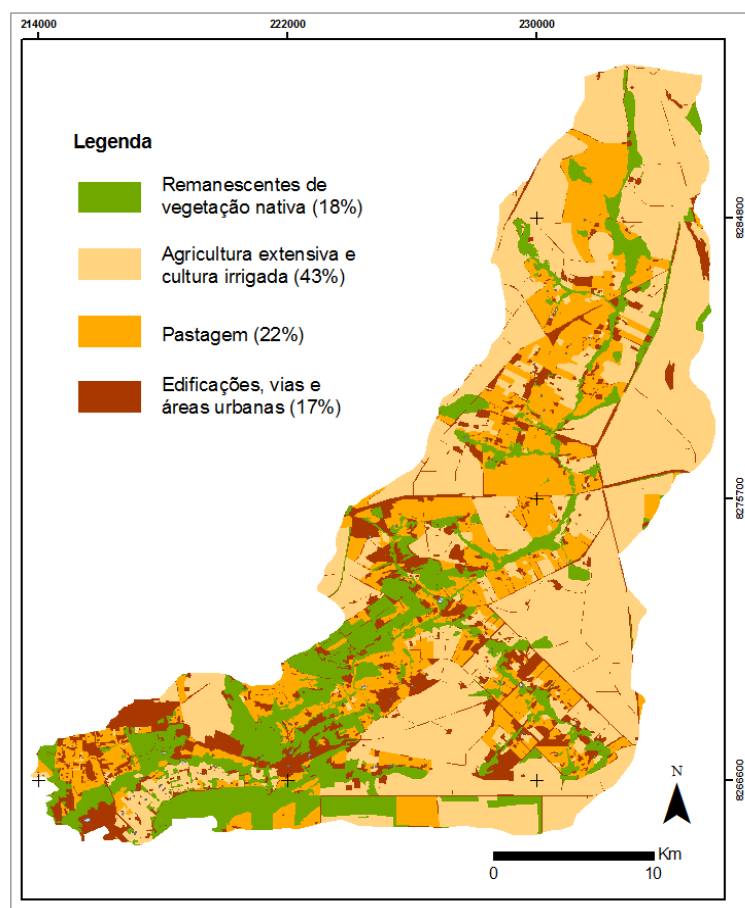 214000
222000
230000
Legenda
Remanescentes de
vegetação nativa (18%)
8284800
Agricultura extensiva e
cultura irrigada (43%)
Pastagem (22%)
Edificações, vias e
áreas urbanas (17%)
8275700
8266600
N
Km
0
10